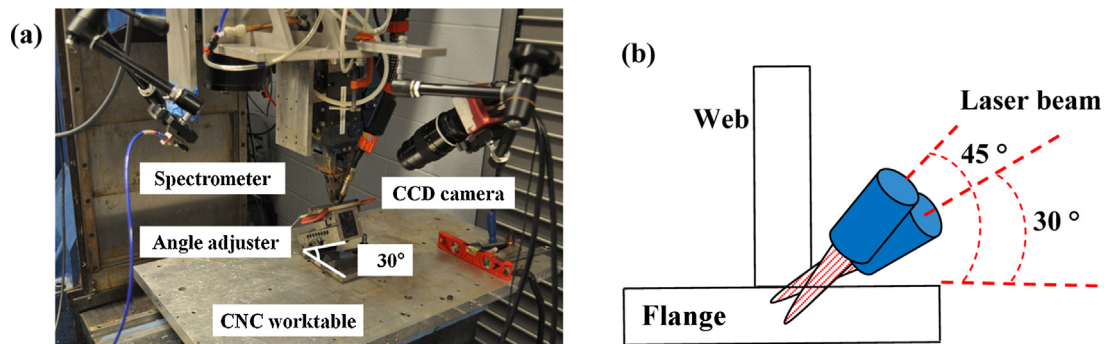 (a)
Spectrometer
CCD camera
Angle adjuster
30°
CNC worktable
(b)
Laser beam
Web
45 °
30 °
Flange